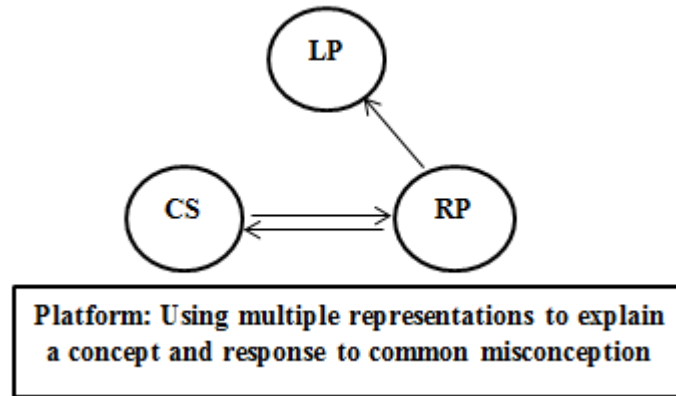 LP
CS
RP
Platform: Using multiple representations to explain
a concept and response to common misconception